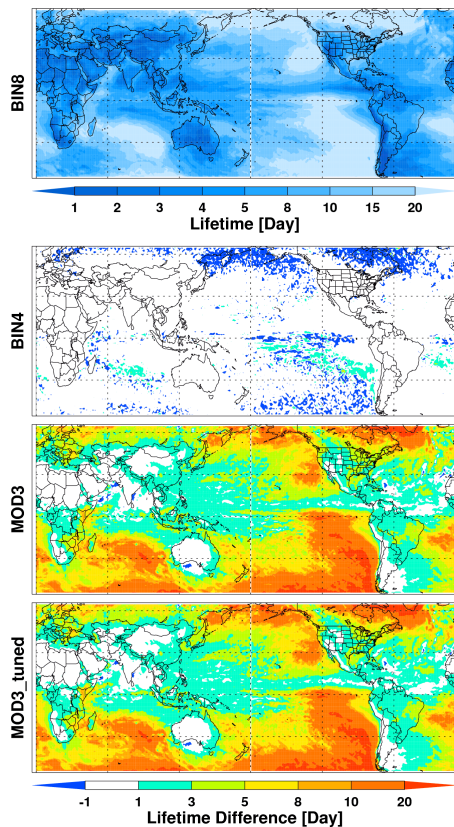 BIN8
1 2 3 4 5 8 10 15 20
Lifetime [Day]
BIN4
MOD3
MOD3_tuned
-1 1 3 5 8 10 20
Lifetime Difference [Day]